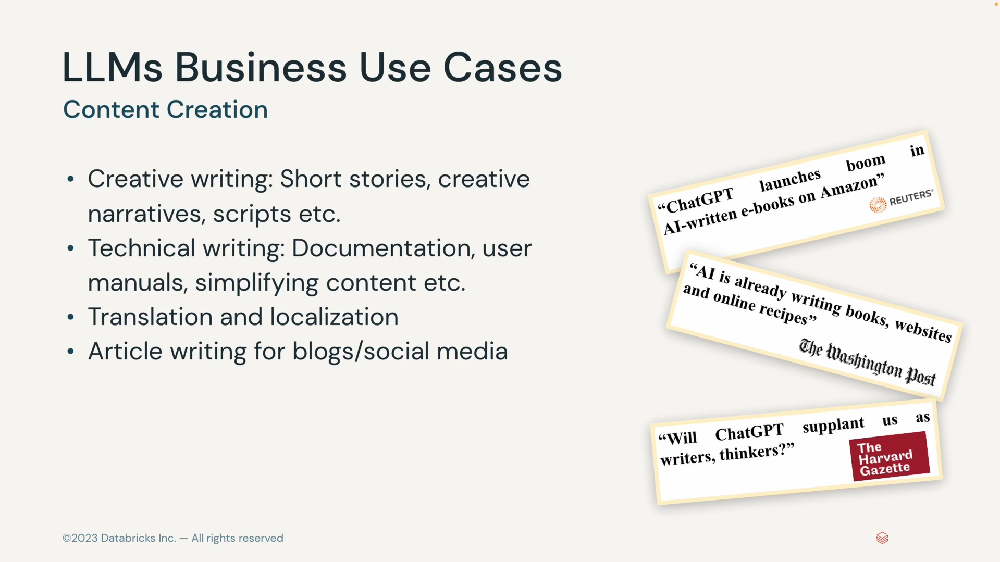 LLMs Business Use Cases
Content Creation
• Creative writing: Short stories, creative
narratives, scripts etc.
• Technical writing: Documentation, user
manuals, simplifying content etc.
• Translation and localization
• Article writing for blogs/social media
“ChatGPT launches boom in
AI-written e-books on Amazon”
REUTERS®
“AI is already writing books, websites
and online recipes”
The Washington Post
“Will ChatGPT supplant us as
writers, thinkers?”
The
Harvard
Gazette
©2023 Databricks Inc. — All rights reserved